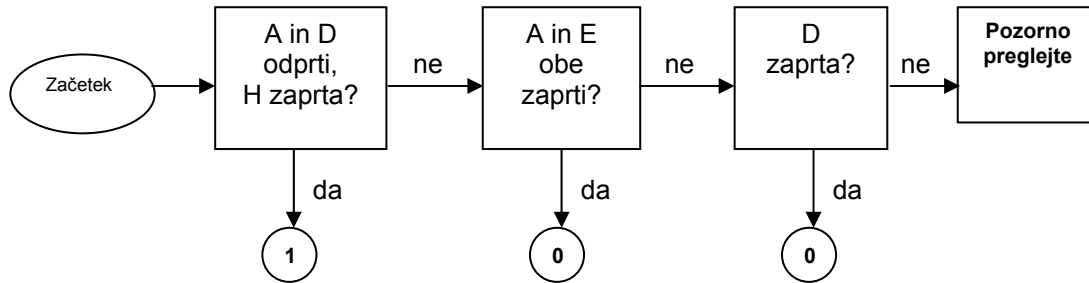 Začetek
A in D
odprti,
H zaprta?
ne
da
1
A in E
obe
zaprti?
ne
da
0
D
zaprta?
ne
da
0
Pozorno
preglejte